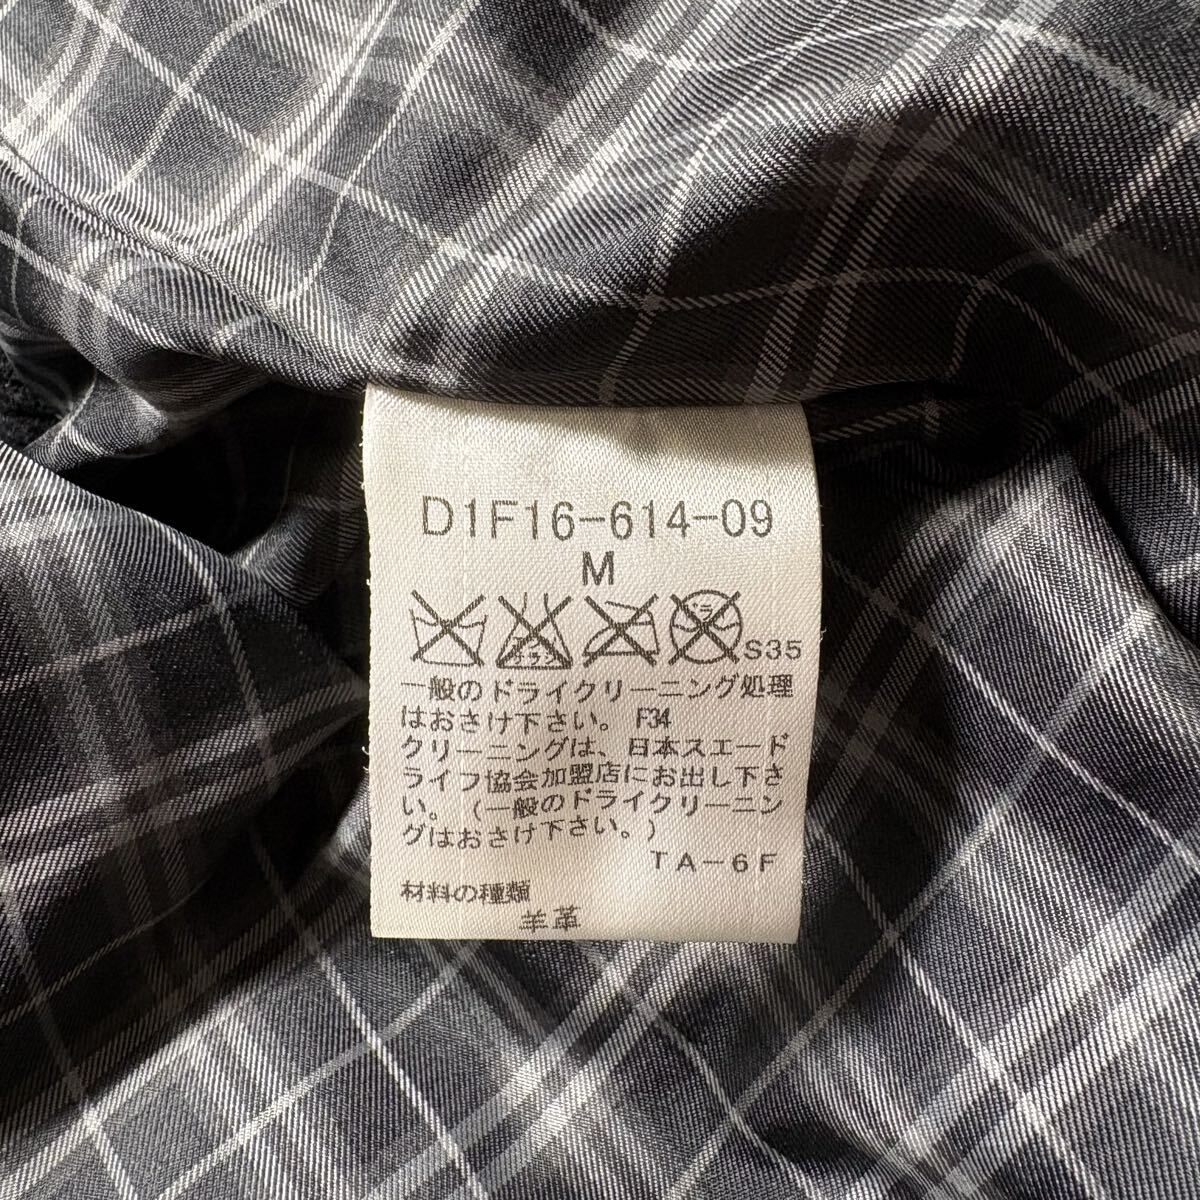 D1F16-614-09
M
ドライ S35
一般のドライクリーニング処理
はおさけ下さい。 F34
クリーニングは、日本スエード
ライフ協会加盟店にお出し下さ
い。(一般のドライクリーニン
グはおさけ下さい。)
TA-6F
材料の種類
羊革